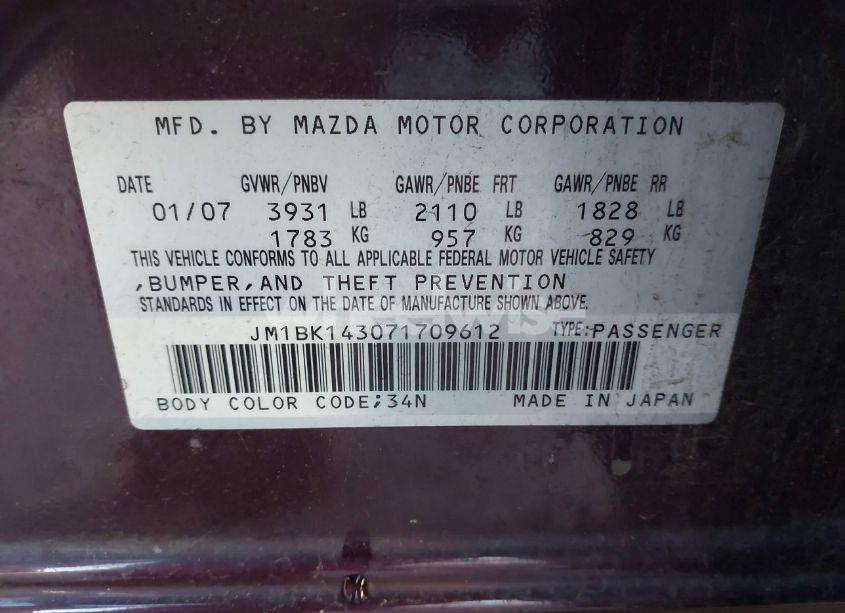 MFD. BY MAZDA MOTOR CORPORATION
DATE GVWR/PNBV GAWR/PNBE FRT GAWR/PNBE RR
01/07 3931 LB 2110 LB 1828 LB
1783 KG 957 KG 829 KG
THIS VEHICLE CONFORMS TO ALL APPLICABLE FEDERAL MOTOR VEHICLE SAFETY
,BUMPER,AND THEFT PREVENTION
STANDARDS IN EFFECT ON THE DATE OF MANUFACTURE SHOWN ABOVE.
JM1BK143071709612 TYPE:PASSENGER
BODY COLOR CODE;34N MADE IN JAPAN